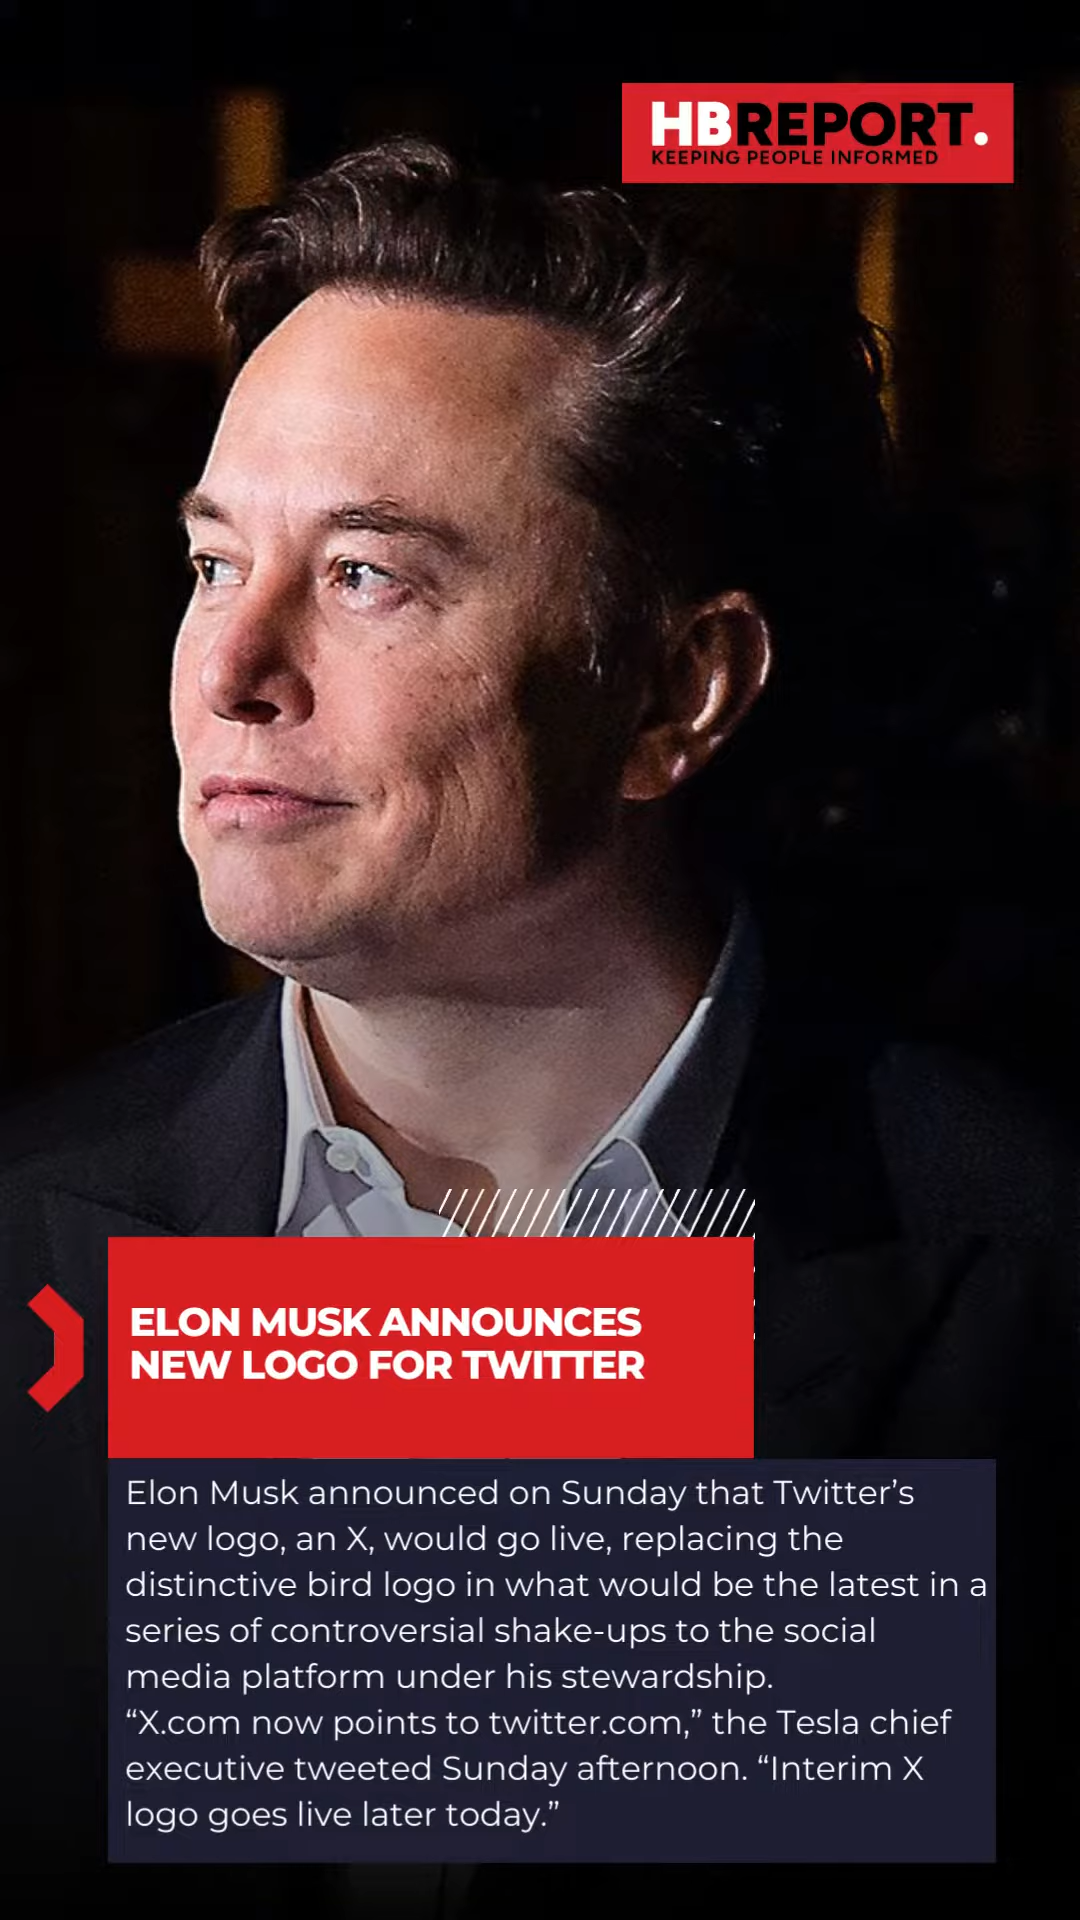 HBREPORT.
KEEPING PEOPLE INFORMED
ELON MUSK ANNOUNCES
NEW LOGO FOR TWITTER
Elon Musk announced on Sunday that Twitter’s
new logo, an X, would go live, replacing the
distinctive bird logo in what would be the latest in a
series of controversial shake-ups to the social
media platform under his stewardship.
“X.com now points to twitter.com,” the Tesla chief
executive tweeted Sunday afternoon. “Interim X
logo goes live later today.”